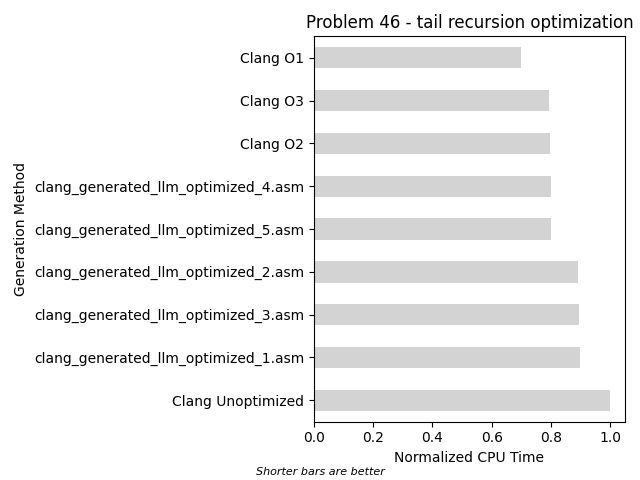 Problem 46 - tail recursion optimization
Clang O1
Clang O3
Clang O2
clang_generated_llm_optimized_4.asm
clang_generated_llm_optimized_5.asm
clang_generated_llm_optimized_2.asm
clang_generated_llm_optimized_3.asm
clang_generated_llm_optimized_1.asm
Clang Unoptimized
Generation Method
0.0 0.2 0.4 0.6 0.8 1.0
Normalized CPU Time
Shorter bars are better